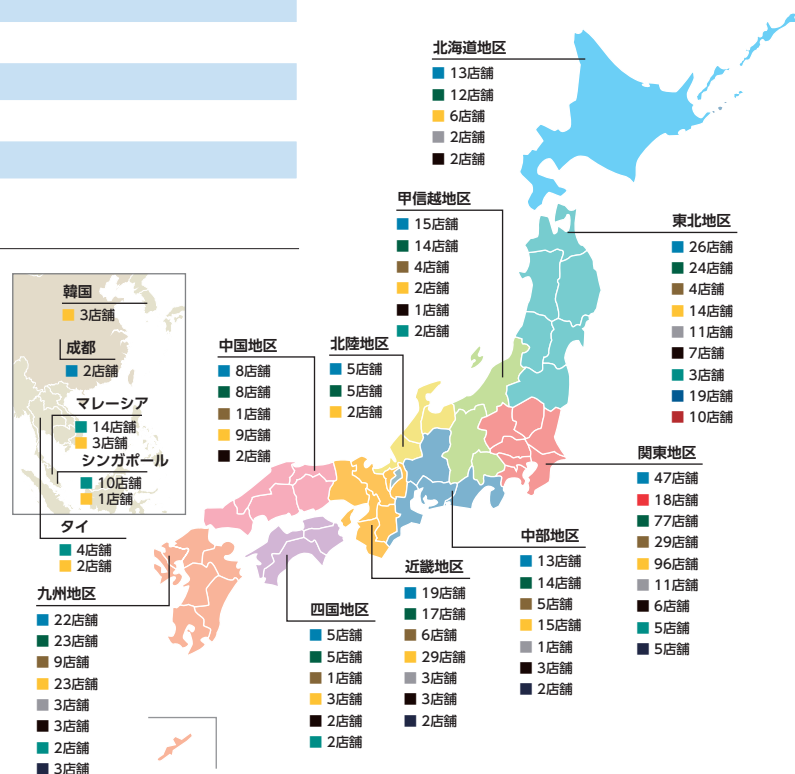 北海道地区
13店舗
12店舗
6店舗
2店舗
2店舗
甲信越地区
15店舗
14店舗
4店舗
2店舗
1店舗
2店舗
東北地区
26店舗
24店舗
4店舗
14店舗
11店舗
7店舗
3店舗
19店舗
10店舗
韓国
3店舗
成都
2店舗
マレーシア
14店舗
3店舗
シンガポール
10店舗
1店舗
タイ
4店舗
2店舗
中国地区
8店舗
8店舗
1店舗
9店舗
2店舗
北陸地区
5店舗
5店舗
2店舗
関東地区
47店舗
18店舗
77店舗
29店舗
96店舗
11店舗
6店舗
5店舗
5店舗
中部地区
13店舗
14店舗
5店舗
15店舗
1店舗
3店舗
2店舗
近畿地区
19店舗
17店舗
6店舗
29店舗
3店舗
3店舗
2店舗
四国地区
5店舗
5店舗
1店舗
3店舗
2店舗
2店舗
九州地区
22店舗
23店舗
9店舗
23店舗
3店舗
3店舗
2店舗
3店舗